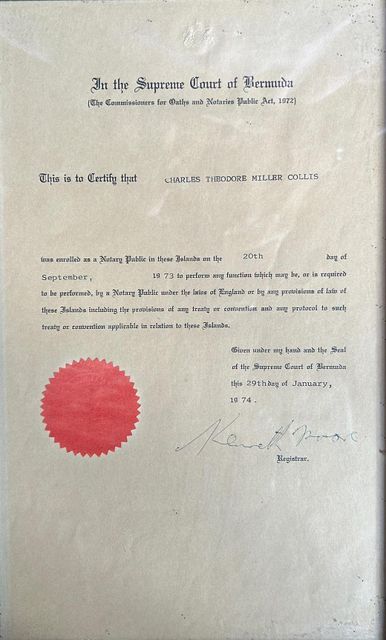 In the Supreme Court of Bermuda
(The Commissioners for Oaths and Notaries Public Act, 1972)
This is to Certify that CHARLES THEODORE MILLER COLLIS
was enrolled as a Notary Public in these Islands on the 20th day of
September, 1973 to perform any function which may be, or is required
to be performed, by a Notary Public under the laws of England or by any provisions of law of
these Islands including the provisions of any treaty or convention and any protocol to such
treaty or convention applicable in relation to these Islands.
Given under my hand and the Seal
of the Supreme Court of Bermuda
this 29thday of January,
1974.
Registrar.